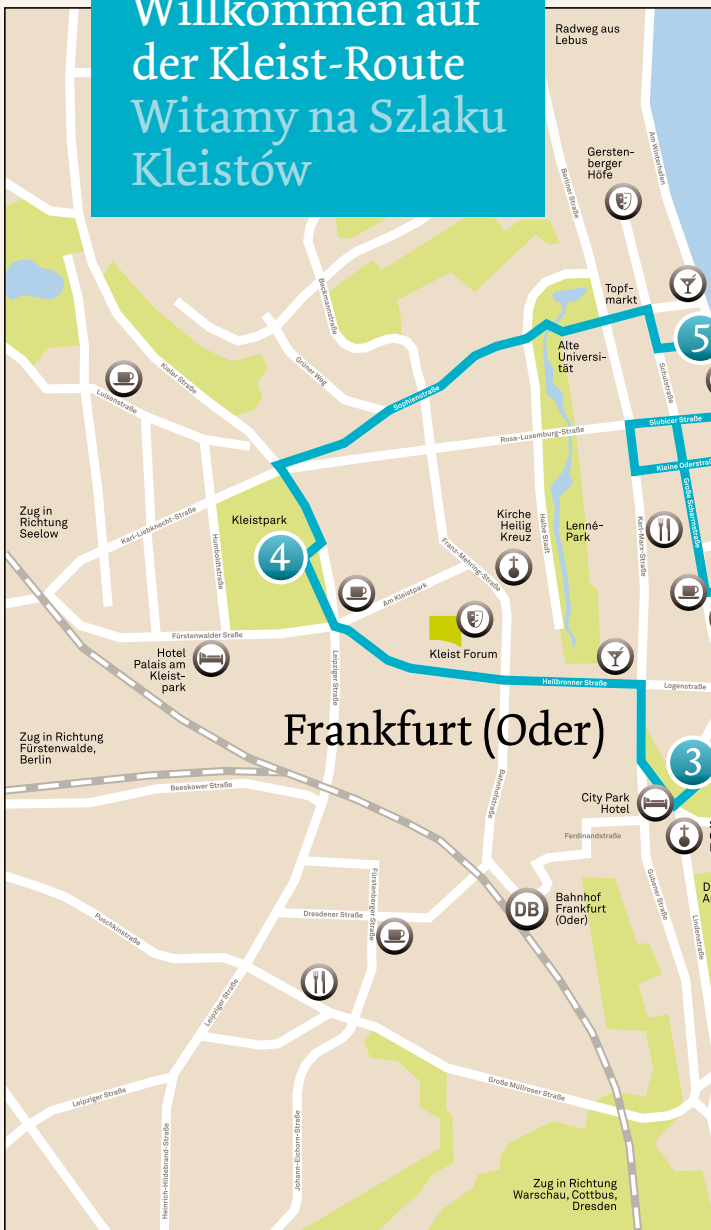 Willkommen auf
der Kleist-Route
Witamy na Szlaku
Kleistów
Radweg aus
Lebus
Am Winterhafen
Gersten-
berger
Höfe
Berliner Straße
Topf-
markt
Beckmannstraße
Alte
Universi-
tät
5
Schulstraße
Kieler Straße
Grüner Weg
Luisenstraße
Sophienstraße
Slubicer Straße
Rosa-Luxemburg-Straße
Kleine Oderstraß
Große Scharrnstraße
Zug in
Richtung
Seelow
Karl-Liebknecht-Straße
Kleistpark
4
Humboldtstraße
Kirche
Heilig
Kreuz
Halbe Stadt
Lenné-
Park
Karl-Marx-Straße
Franz-Mehring-Straße
Am Kleistpark
Fürstenwalder Sraße
Hotel
Palais am
Kleist-
park
Leipziger Straße
Kleist Forum
Heilbronner Straße
Logenstraße
Frankfurt (Oder)
Zug in Richtung
Fürstenwalde,
Berlin
3
Beeskower Straße
Bahnhofstraße
City Park
Hotel
Ferdinandstraße
Gubener Straße
D
A
Lindenstraße
Fürstenberger Straße
Dresdener Straße
DB
Bahnhof
Frankfurt
(Oder)
Puschkinstraße
Leipziger Straße
Leipziger Straße
Große Müllroser Straße
Heinrich-Hildebrand-Straße
Johann-Eichorn-Straße
Zug in Richtung
Warschau, Cottbus,
Dresden